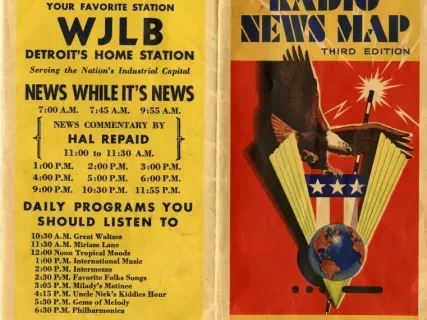 YOUR FAVORITE STATION
WJLB
DETROIT'S HOME STATION
Serving the Nation's Industrial Capital
NEWS WHILE IT'S NEWS
7:00 A.M. 7:45 A.M. 9:55 A.M.
NEWS COMMENTARY BY
HAL REPAID
11:00 to 11:30 A.M.
1:00 P.M. 2:00 P.M. 3:00 P.M.
4:00 P.M. 5:00 P.M. 6:00 P.M.
9:00 P.M. 10:30 P.M. 11:55 P.M.
DAILY PROGRAMS YOU
SHOULD LISTEN TO
10:30 A.M. Great Waltzes
11:30 A.M. Miriam Lane
12:00 Noon Tropical Moods
1:00 P.M. International Music
2:00 P.M. Intermezzo
2:30 P.M. Favorite Folks Songs
3:05 P.M. Milady's Matinee
4:15 P.M. Uncle Nick's Kiddies Hour
5:30 P.M. Gems of Melody
6:30 P.M. Philharmonica
RADIO
NEWS MAP
THIRD EDITION